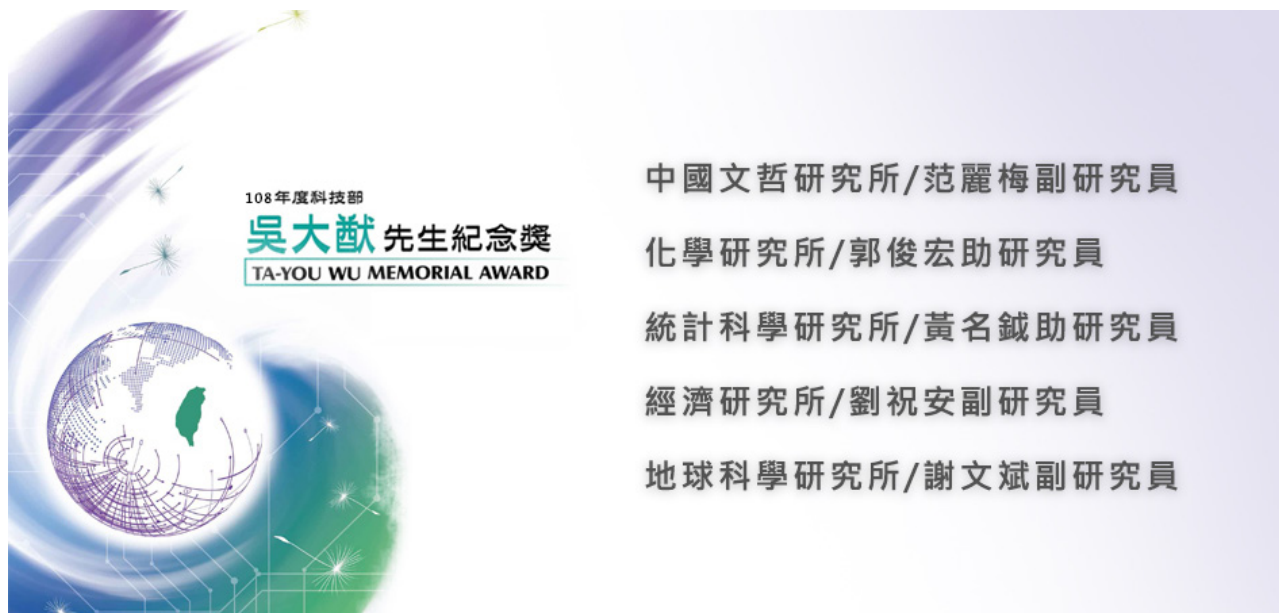 108年度科技部
吳大猷先生紀念獎
TA-YOU WU MEMORIAL AWARD
中國文哲研究所/范麗梅副研究員
化學研究所/郭俊宏助研究員
統計科學研究所/黃名鉞助研究員
經濟研究所/劉祝安副研究員
地球科學研究所/謝文斌副研究員